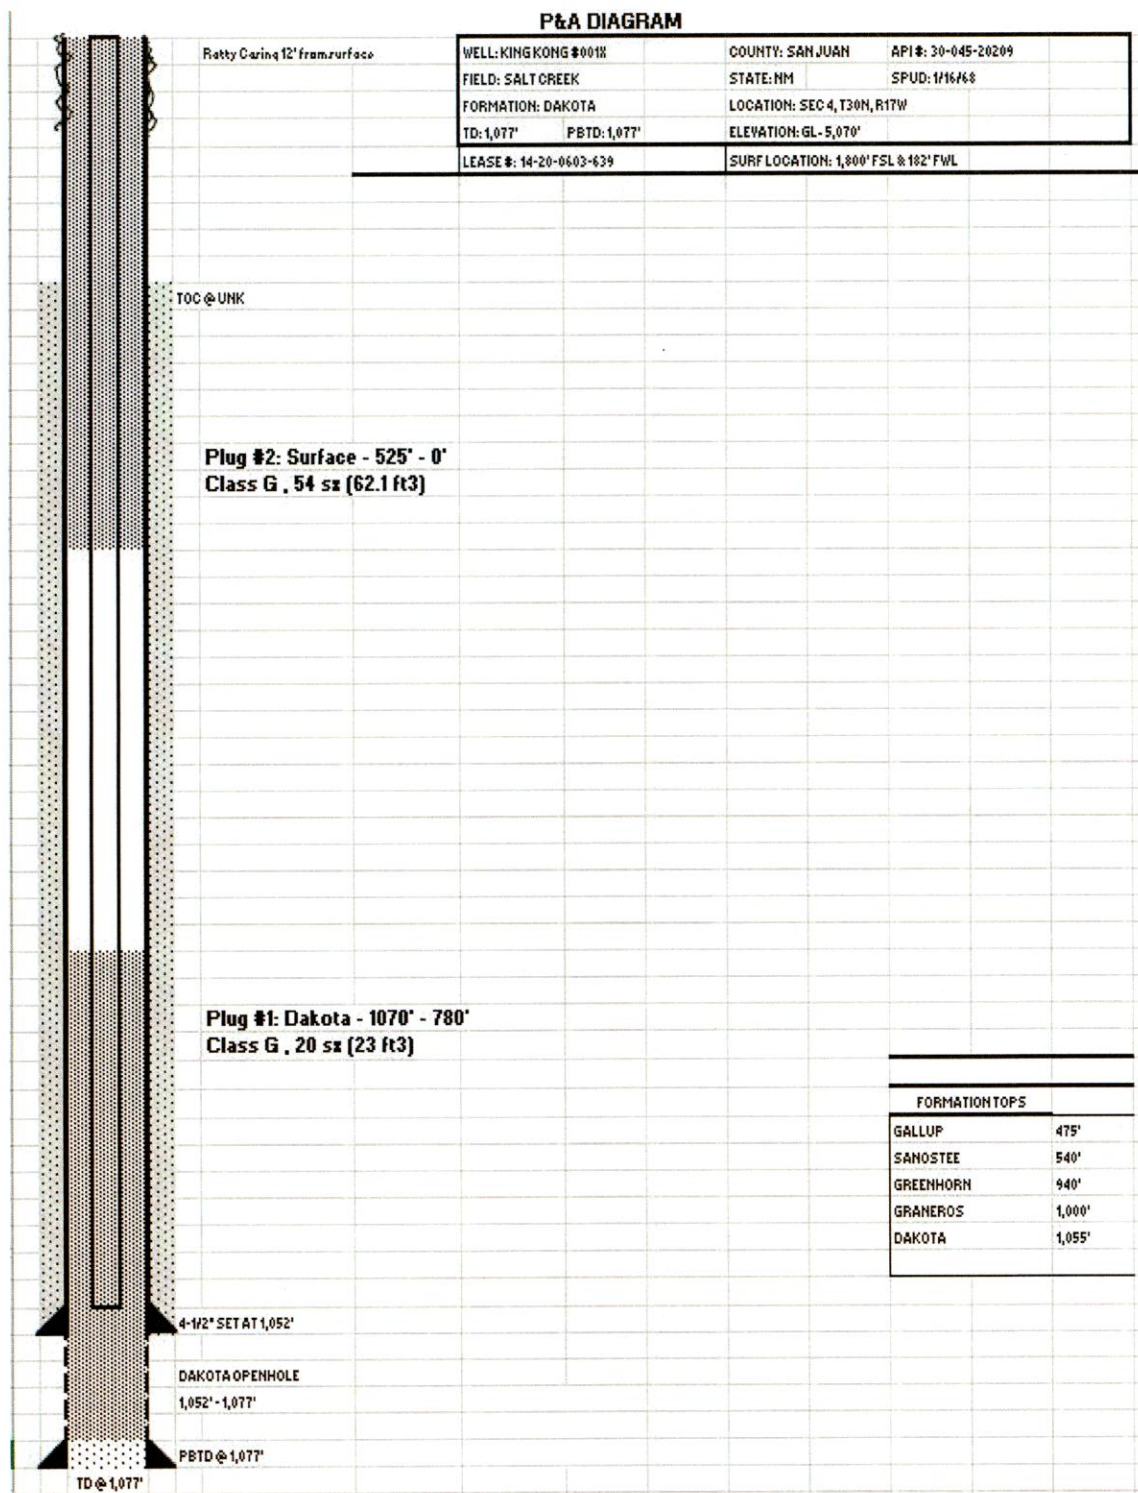 P&A DIAGRAM
Ratty Casing 12' from surface
WELL: KING KONG #001X COUNTY: SAN JUAN API #: 30-045-20209
FIELD: SALT CREEK STATE: NM SPUD: 1/16/68
FORMATION: DAKOTA LOCATION: SEC 4, T30N, R17W
TD: 1,077' PBTD: 1,077' ELEVATION: GL - 5,070'
LEASE #: 14-20-0603-639 SURF LOCATION: 1,800' FSL & 182' FWL
TOC @ UNK
Plug #2: Surface - 525' - 0'
Class G , 54 sx (62.1 ft3)
Plug #1: Dakota - 1070' - 780'
Class G , 20 sx (23 ft3)
FORMATION TOPS
GALLUP 475'
SANOSTEE 540'
GREENHORN 940'
GRANEROS 1,000'
DAKOTA 1,055'
4-1/2" SET AT 1,052'
DAKOTA OPENHOLE
1,052' - 1,077'
PBTD @ 1,077'
TD @ 1,077'